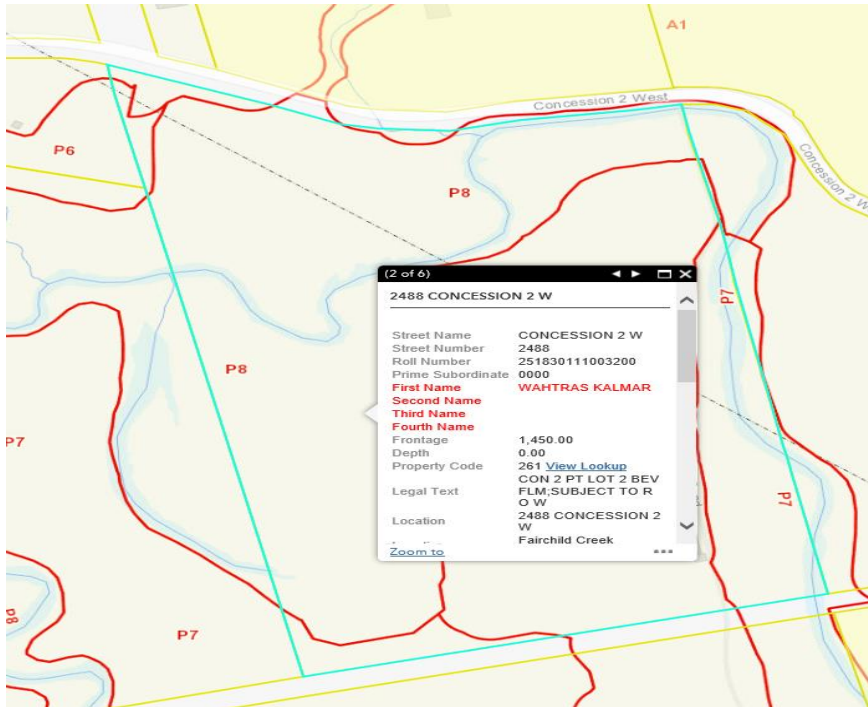 A1
Concession 2 West
Concession 2 W
P6
P8
P7
P8
P7
P7
P8
P7
(2 of 6)
2488 CONCESSION 2 W
Street Name CONCESSION 2 W
Street Number 2488
Roll Number 251830111003200
Prime Subordinate 0000
First Name WAHTRAS KALMAR
Second Name
Third Name
Fourth Name
Frontage 1,450.00
Depth 0.00
Property Code 261 View Lookup
CON 2 PT LOT 2 BEV
Legal Text FLM;SUBJECT TO R
O W
Location 2488 CONCESSION 2
W
Fairchild Creek
Zoom to